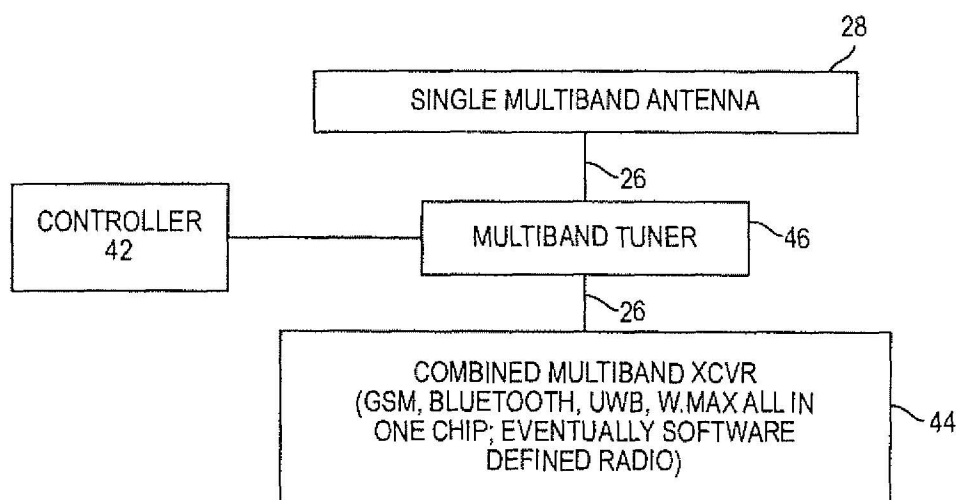 28
SINGLE MULTIBAND ANTENNA
26
CONTROLLER
42
MULTIBAND TUNER
46
26
COMBINED MULTIBAND XCVR
(GSM, BLUETOOTH, UWB, W.MAX ALL IN
ONE CHIP; EVENTUALLY SOFTWARE
DEFINED RADIO)
44